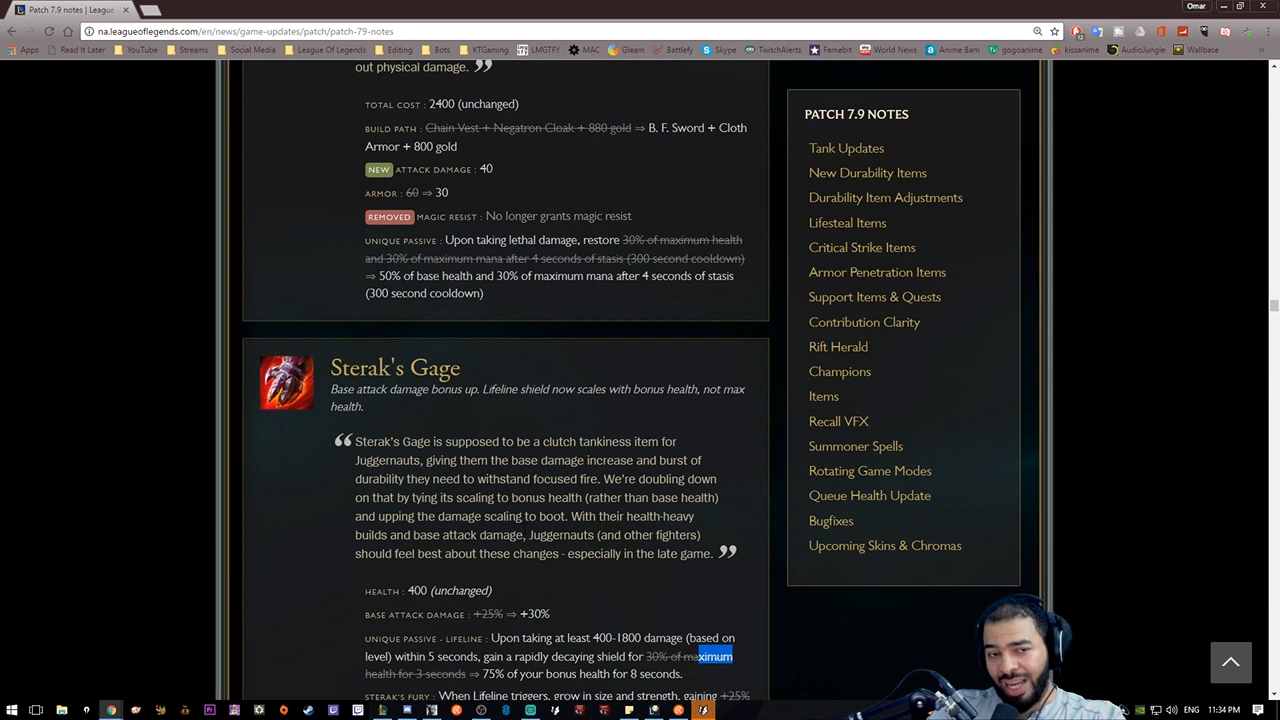 Patch 7.9 notes | League
Omar
na.leagueoflegends.com/en/news/game-updates/patch/patch-79-notes
Apps Read It Later YouTube Streams Social Media League Of Legends Editing Bots KTGaming LMGTFY MAC Gleam Battlefy Skype TwitchAlerts Famebit World News Anime Bam gogoanime kissanime AudioJungle Wallbase
out physical damage. ”
TOTAL COST : 2400 (unchanged)
BUILD PATH : Chain Vest + Negatron Cloak + 880 gold ⇒ B. F. Sword + Cloth
Armor + 800 gold
NEW ATTACK DAMAGE : 40
ARMOR : 60 ⇒ 30
REMOVED MAGIC RESIST : No longer grants magic resist
UNIQUE PASSIVE : Upon taking lethal damage, restore 30% of maximum health
and 30% of maximum mana after 4 seconds of stasis (300 second cooldown)
⇒ 50% of base health and 30% of maximum mana after 4 seconds of stasis
(300 second cooldown)
Sterak's Gage
Base attack damage bonus up. Lifeline shield now scales with bonus health, not max
health.
“ Sterak's Gage is supposed to be a clutch tankiness item for
Juggernauts, giving them the base damage increase and burst of
durability they need to withstand focused fire. We're doubling down
on that by tying its scaling to bonus health (rather than base health)
and upping the damage scaling to boot. With their health-heavy
builds and base attack damage, Juggernauts (and other fighters)
should feel best about these changes - especially in the late game. ”
HEALTH : 400 (unchanged)
BASE ATTACK DAMAGE : +25% ⇒ +30%
UNIQUE PASSIVE - LIFELINE : Upon taking at least 400-1800 damage (based on
level) within 5 seconds, gain a rapidly decaying shield for 30% of maximum
health for 3 seconds ⇒ 75% of your bonus health for 8 seconds.
STERAK'S FURY : When Lifeline triggers, grow in size and strength, gaining +25%
PATCH 7.9 NOTES
Tank Updates
New Durability Items
Durability Item Adjustments
Lifesteal Items
Critical Strike Items
Armor Penetration Items
Support Items & Quests
Contribution Clarity
Rift Herald
Champions
Items
Recall VFX
Summoner Spells
Rotating Game Modes
Queue Health Update
Bugfixes
Upcoming Skins & Chromas
ENG 11:34 PM